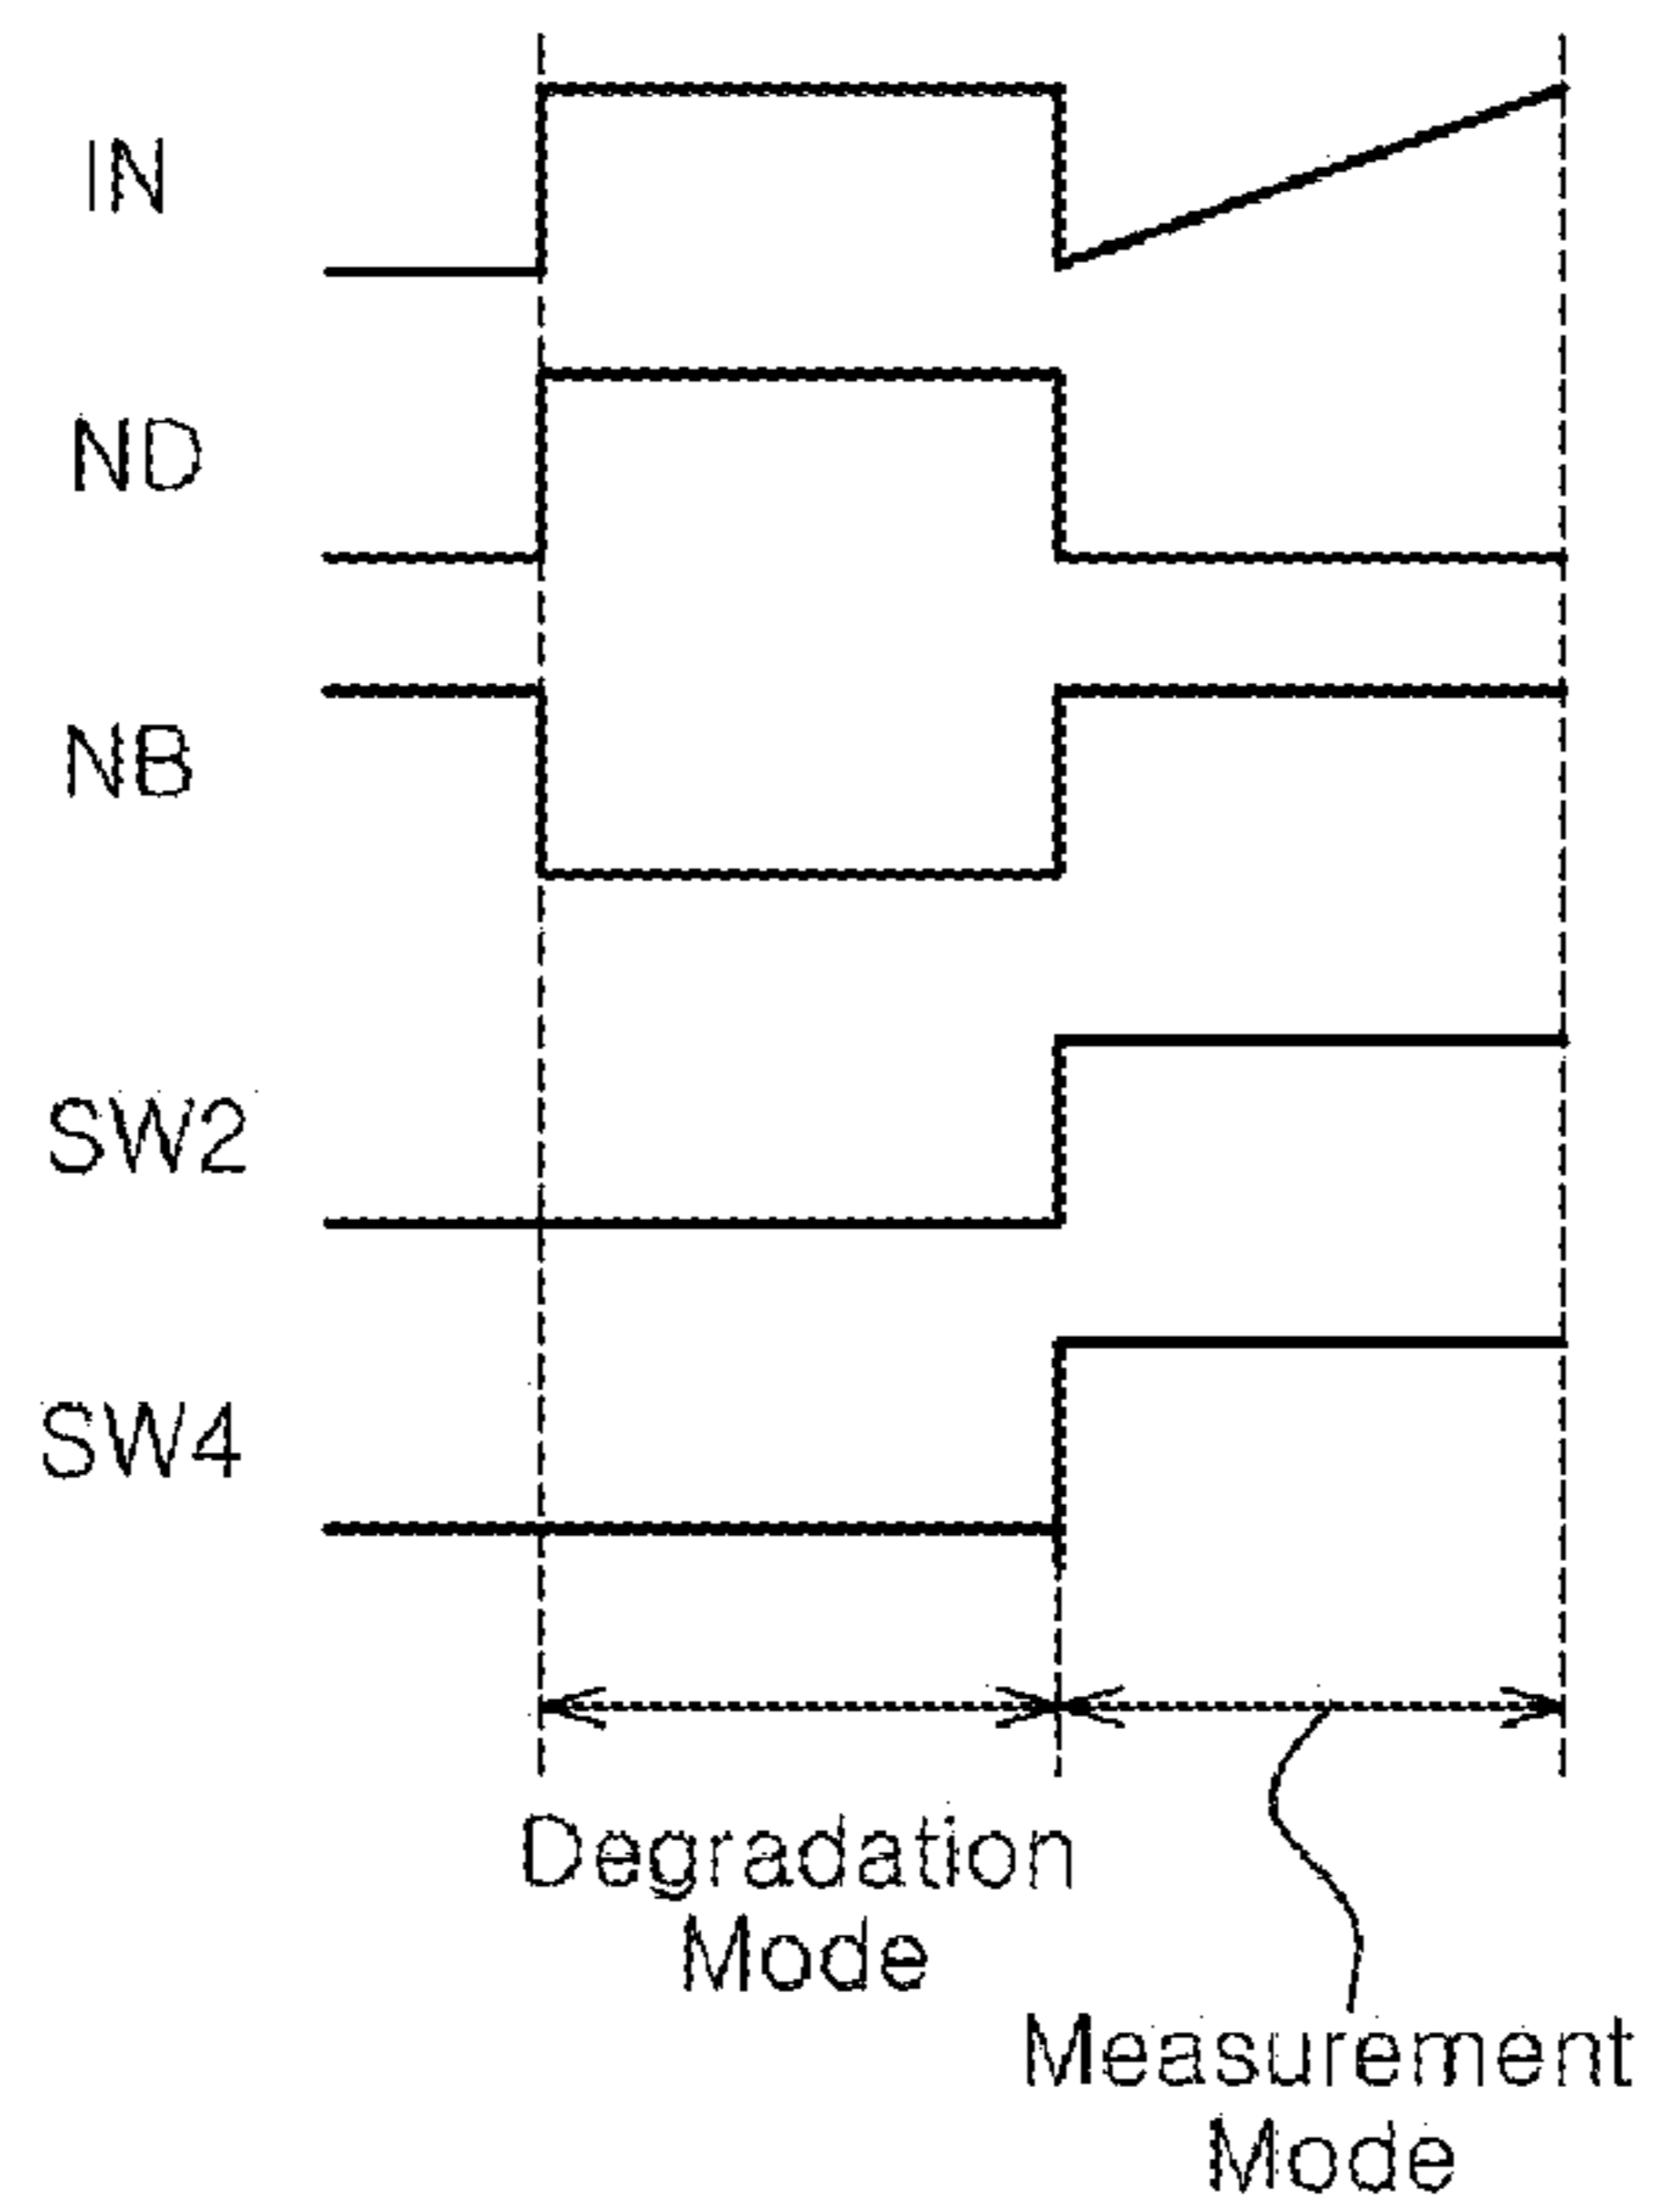 IN
ND
NB
SW2
SW4
Degradation
Mode
Measurement
Mode